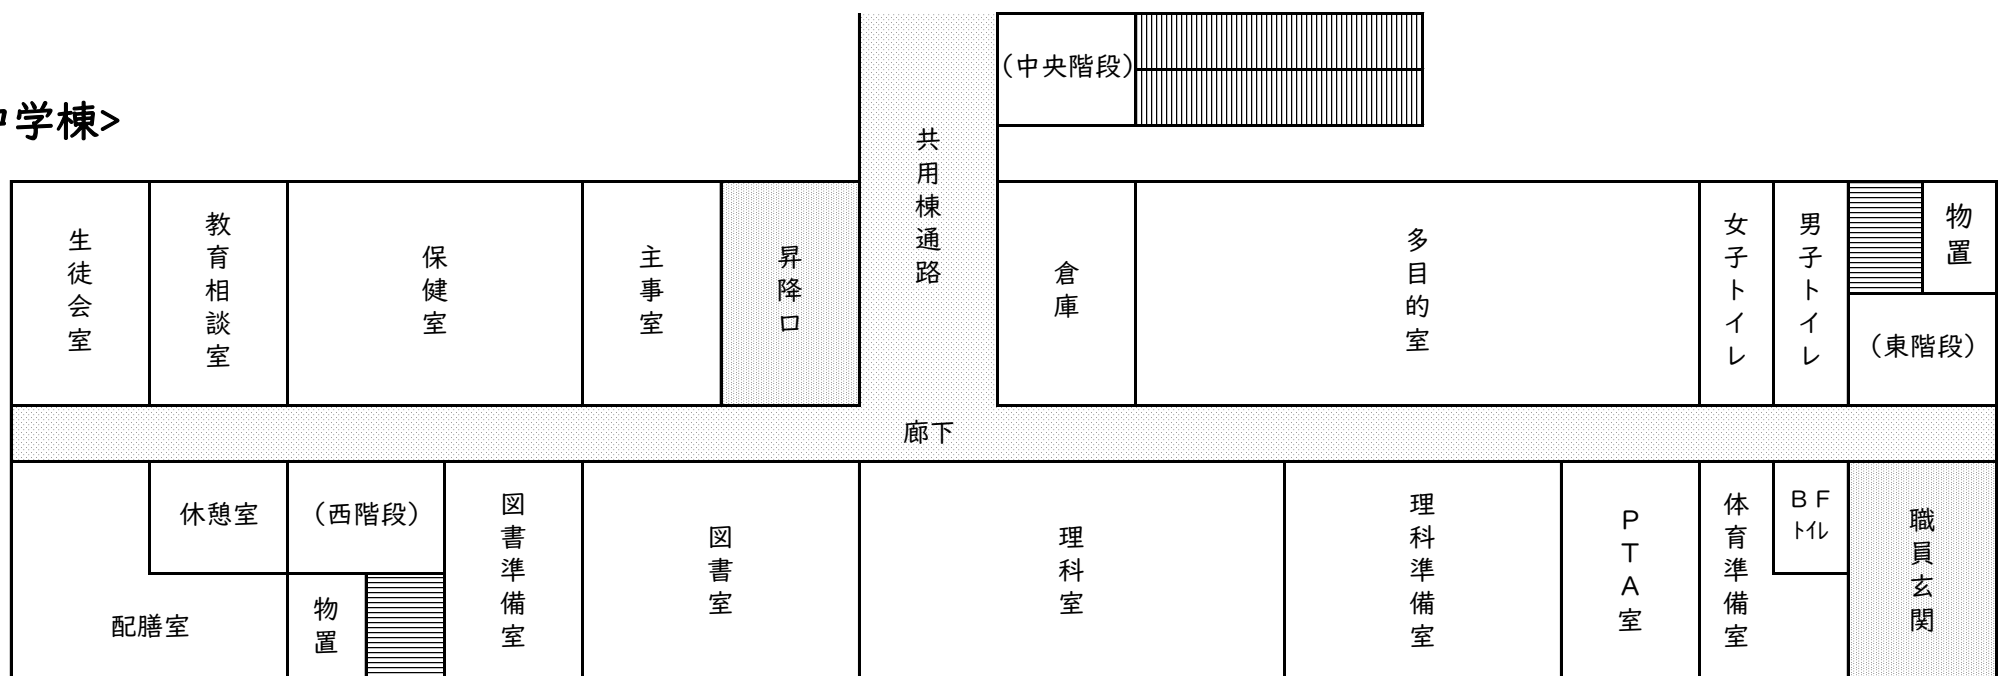 （中央階段）
中学棟>
共用棟通路
生徒会室
教育相談室
保健室
主事室
昇降口
倉庫
多目的室
女子トイレ
男子トイレ
物置
（東階段）
廊下
休憩室
（西階段）
図書準備室
図書室
理科室
理科準備室
ＰＴＡ室
体育準備室
ＢＦ
ﾄｲﾚ
職員玄関
配膳室
物置